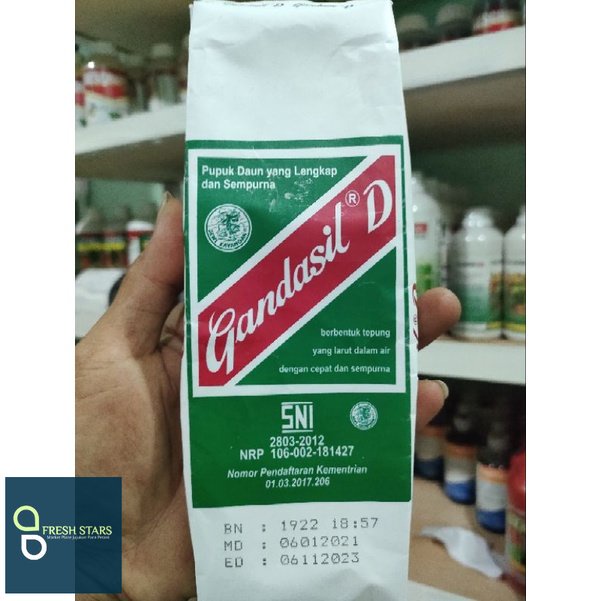 Gandasil D
Pupuk Daun yang Lengkap
dan Sempurna
Gandasil ® D
berbentuk tepung
yang larut dalam air
dengan cepat dan sempurna
SNI
2803-2012
NRP 106-002-181427
Nomor Pendaftaran Kementrian
01.03.2017.206
BN : 1922 18:57
MD : 06012021
ED : 06112023
FRESH STARS